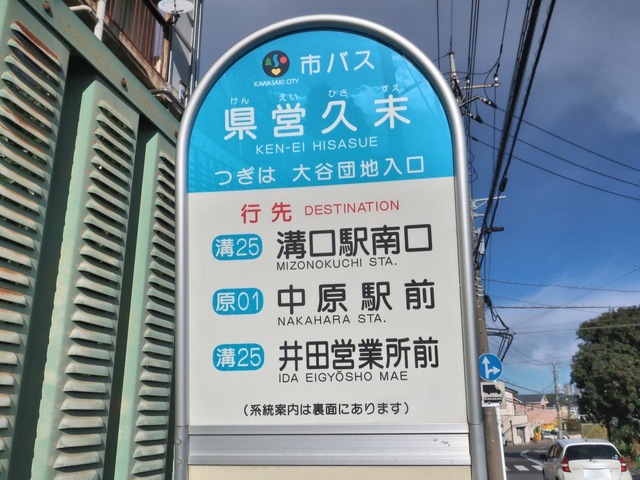 KAWASAKI CITY
市バス
けん えい ひさ すえ
県営久末
KEN-EI HISASUE
つぎは 大谷団地入口
行先 DESTINATION
溝25 溝口駅南口
MIZONOKUCHI STA.
原01 中原駅前
NAKAHARA STA.
溝25 井田営業所前
IDA EIGYŌSHO MAE
(系統案内は裏面にあります)